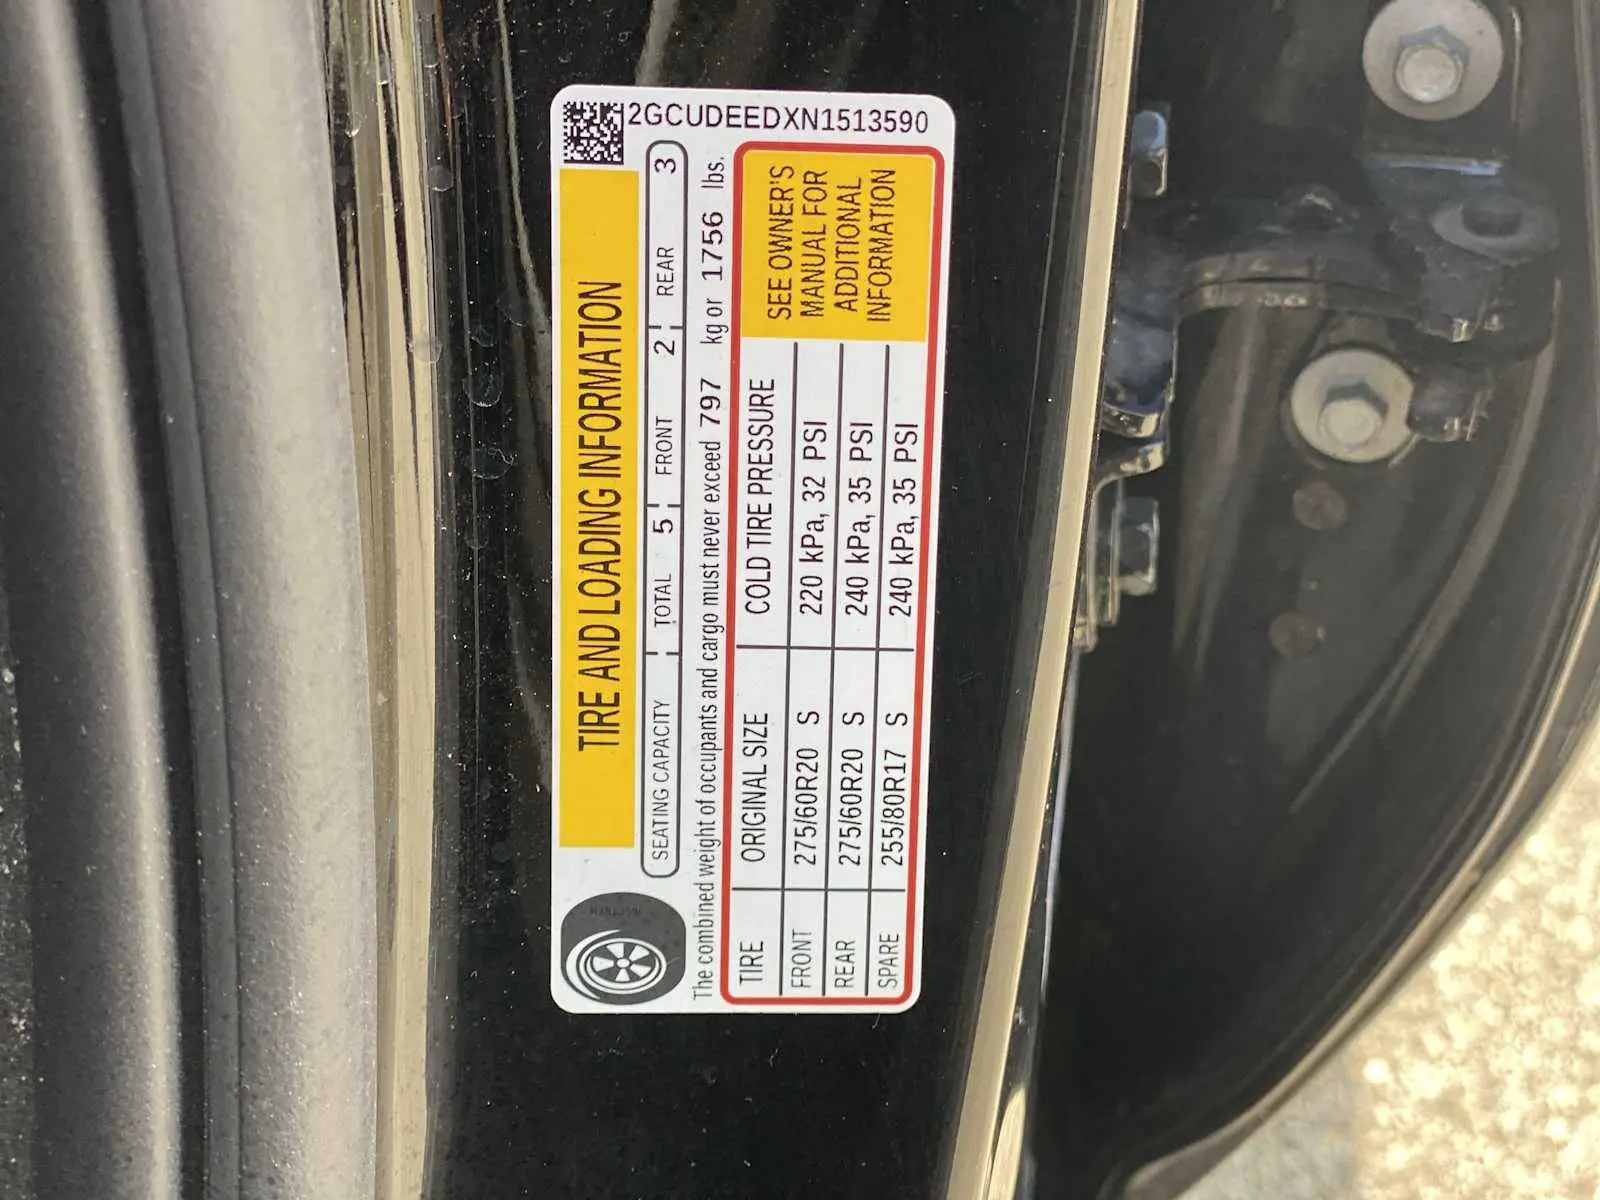 2GCUDEEDXN1513590
TIRE AND LOADING INFORMATION
SEATING CAPACITY TOTAL 5 FRONT 2 REAR 3
The combined weight of occupants and cargo must never exceed 797 kg or 1756 lbs.
TIRE ORIGINAL SIZE COLD TIRE PRESSURE
FRONT 275/60R20 S 220 kPa, 32 PSI
REAR 275/60R20 S 240 kPa, 35 PSI
SPARE 255/80R17 S 240 kPa, 35 PSI
SEE OWNER'S
MANUAL FOR
ADDITIONAL
INFORMATION